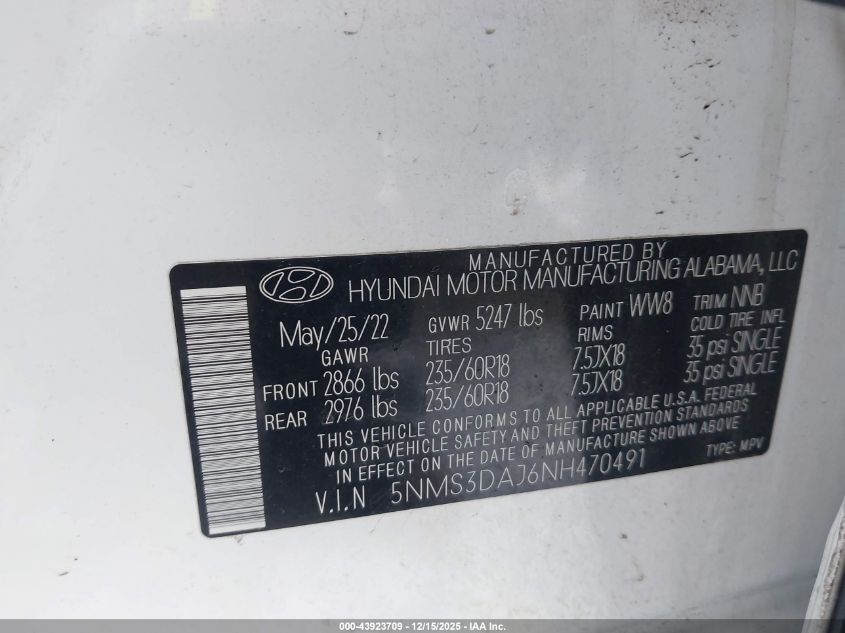 MANUFACTURED BY
HYUNDAI MOTOR MANUFACTURING ALABAMA, LLC
May/25/22 GVWR 5247 lbs PAINT WW8 TRIM NNB
GAWR TIRES RIMS COLD TIRE INFL
FRONT 2866 lbs 235/60R18 7.5JX18 35 psi SINGLE
REAR 2976 lbs 235/60R18 7.5JX18 35 psi SINGLE
THIS VEHICLE CONFORMS TO ALL APPLICABLE U.S.A. FEDERAL
MOTOR VEHICLE SAFETY AND THEFT PREVENTION STANDARDS
IN EFFECT ON THE DATE OF MANUFACTURE SHOWN ABOVE
V.I.N 5NMS3DAJ6NH470491 TYPE: MPV
000-43923709 - 12/15/2025 - IAA Inc.